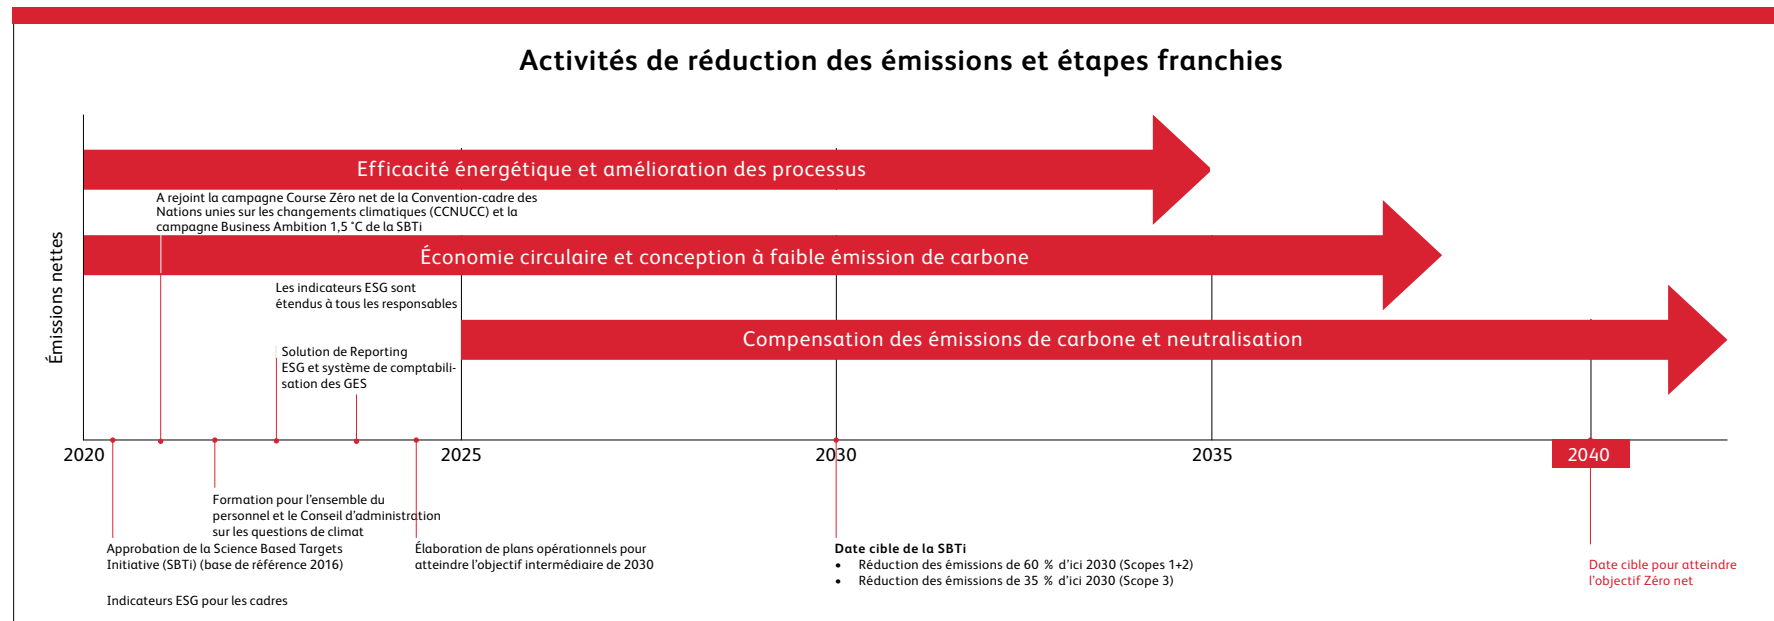 Activités de réduction des émissions et étapes franchies
Émissions nettes
Efficacité énergétique et amélioration des processus
A rejoint la campagne Course Zéro net de la Convention-cadre des
Nations unies sur les changements climatiques (CCNUCC) et la
campagne Business Ambition 1,5 °C de la SBTi
Économie circulaire et conception à faible émission de carbone
Les indicateurs ESG sont
étendus à tous les responsables
Compensation des émissions de carbone et neutralisation
Solution de Reporting
ESG et système de comptabili-
sation des GES
2020 2025 2030 2035 2040
Formation pour l'ensemble du
personnel et le Conseil d'administration
sur les questions de climat
Approbation de la Science Based Targets
Initiative (SBTi) (base de référence 2016)
Indicateurs ESG pour les cadres
Élaboration de plans opérationnels pour
atteindre l'objectif intermédiaire de 2030
Date cible de la SBTi
• Réduction des émissions de 60 % d'ici 2030 (Scopes 1+2)
• Réduction des émissions de 35 % d'ici 2030 (Scope 3)
Date cible pour atteindre
l'objectif Zéro net